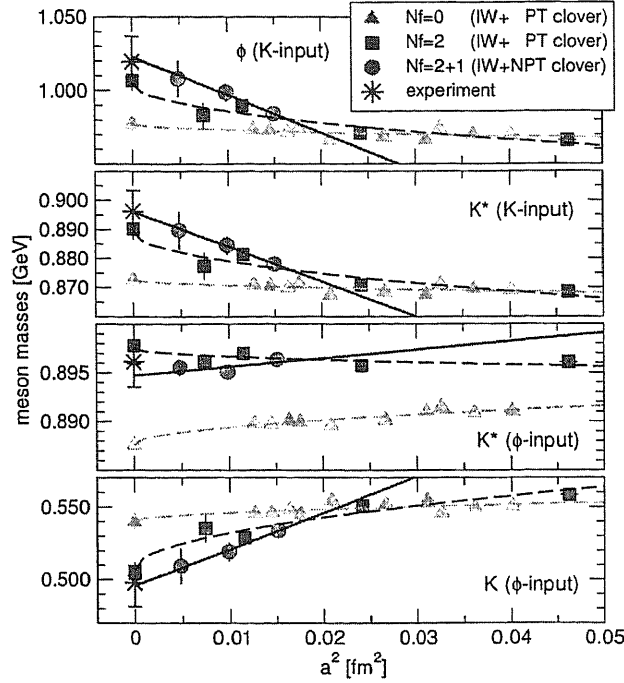 1.050
1.000
ϕ (K-input)
Nf=0 (IW+ PT clover)
Nf=2 (IW+ PT clover)
Nf=2+1 (IW+NPT clover)
experiment
0.900
0.890
0.880
0.870
K* (K-input)
meson masses [GeV]
0.895
0.890
K* (ϕ-input)
0.550
0.500
K (ϕ-input)
0 0.01 0.02 0.03 0.04 0.05
a² [fm²]